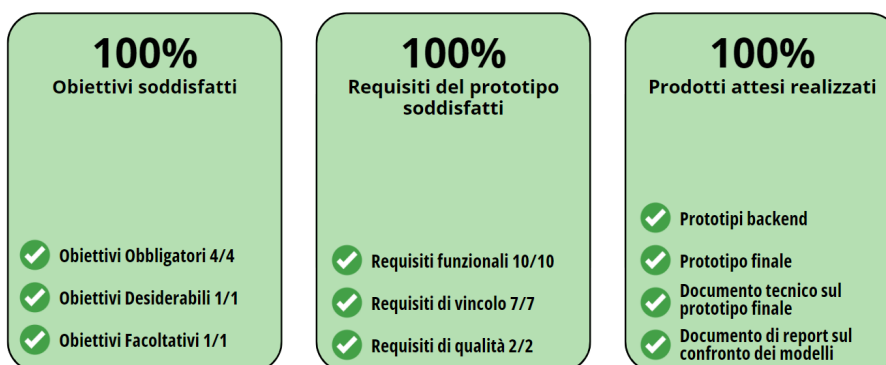 100%
Obiettivi soddisfatti
Obiettivi Obbligatori 4/4
Obiettivi Desiderabili 1/1
Obiettivi Facoltativi 1/1
100%
Requisiti del prototipo
soddisfatti
Requisiti funzionali 10/10
Requisiti di vincolo 7/7
Requisiti di qualità 2/2
100%
Prodotti attesi realizzati
Prototipi backend
Prototipo finale
Documento tecnico sul
prototipo finale
Documento di report sul
confronto dei modelli